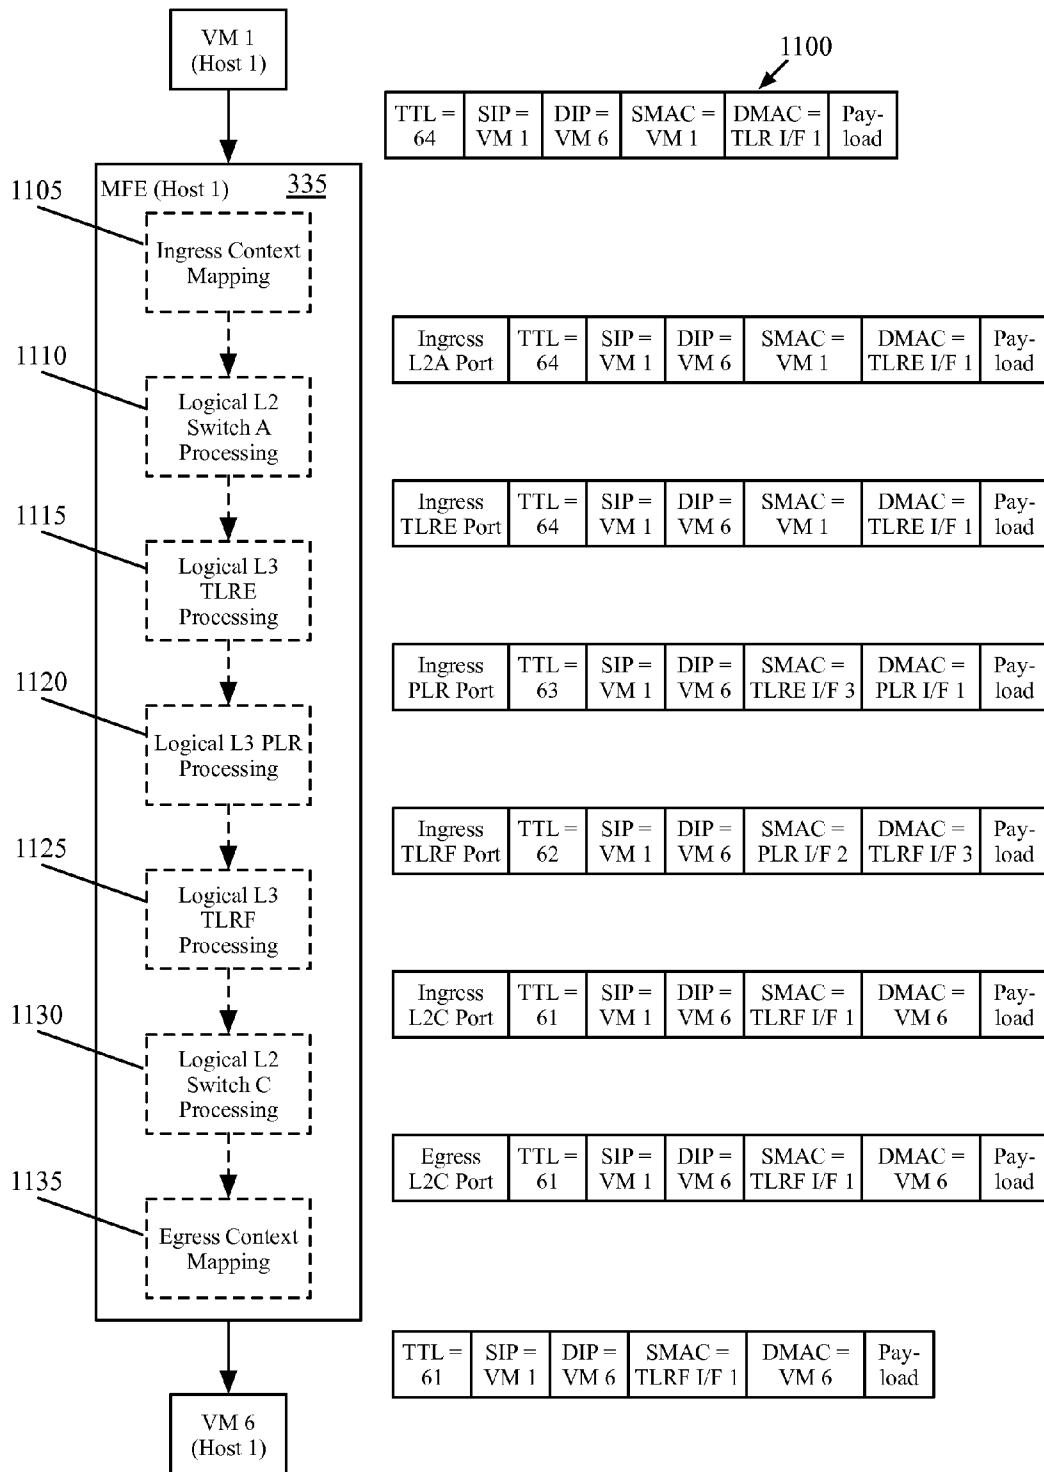 VM 1
(Host 1)
1100
TTL = 64 SIP = VM 1 DIP = VM 6 SMAC = VM 1 DMAC = TLR I/F 1 Pay-load
MFE (Host 1) 335
1105
Ingress Context
Mapping
Ingress L2A Port TTL = 64 SIP = VM 1 DIP = VM 6 SMAC = VM 1 DMAC = TLRE I/F 1 Pay-load
1110
Logical L2
Switch A
Processing
Ingress TLRE Port TTL = 64 SIP = VM 1 DIP = VM 6 SMAC = VM 1 DMAC = TLRE I/F 1 Pay-load
1115
Logical L3
TLRE
Processing
Ingress PLR Port TTL = 63 SIP = VM 1 DIP = VM 6 SMAC = TLRE I/F 3 DMAC = PLR I/F 1 Pay-load
1120
Logical L3 PLR
Processing
Ingress TLRF Port TTL = 62 SIP = VM 1 DIP = VM 6 SMAC = PLR I/F 2 DMAC = TLRF I/F 3 Pay-load
1125
Logical L3
TLRF
Processing
Ingress L2C Port TTL = 61 SIP = VM 1 DIP = VM 6 SMAC = TLRF I/F 1 DMAC = VM 6 Pay-load
1130
Logical L2
Switch C
Processing
Egress L2C Port TTL = 61 SIP = VM 1 DIP = VM 6 SMAC = TLRF I/F 1 DMAC = VM 6 Pay-load
1135
Egress Context
Mapping
TTL = 61 SIP = VM 1 DIP = VM 6 SMAC = TLRF I/F 1 DMAC = VM 6 Pay-load
VM 6
(Host 1)